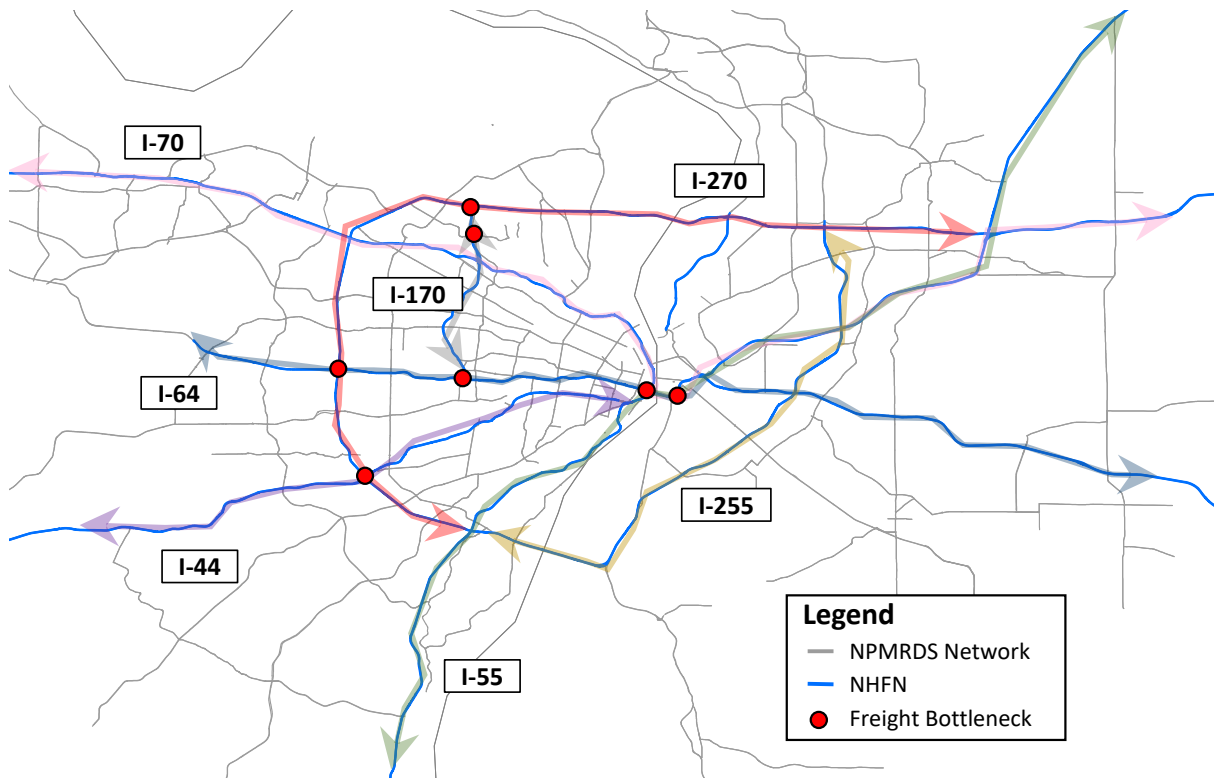 I-70
I-270
I-170
I-64
I-255
I-44
I-55
Legend
NPMRDS Network
NHFN
Freight Bottleneck